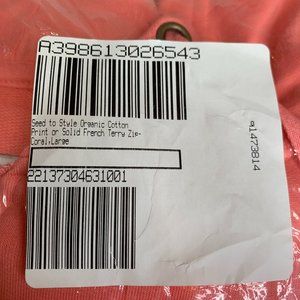 A398613026543
Seed to Style Organic Cotton
Print or Solid French Terry Zip-
Coral,Large
22137304631001
a1473814